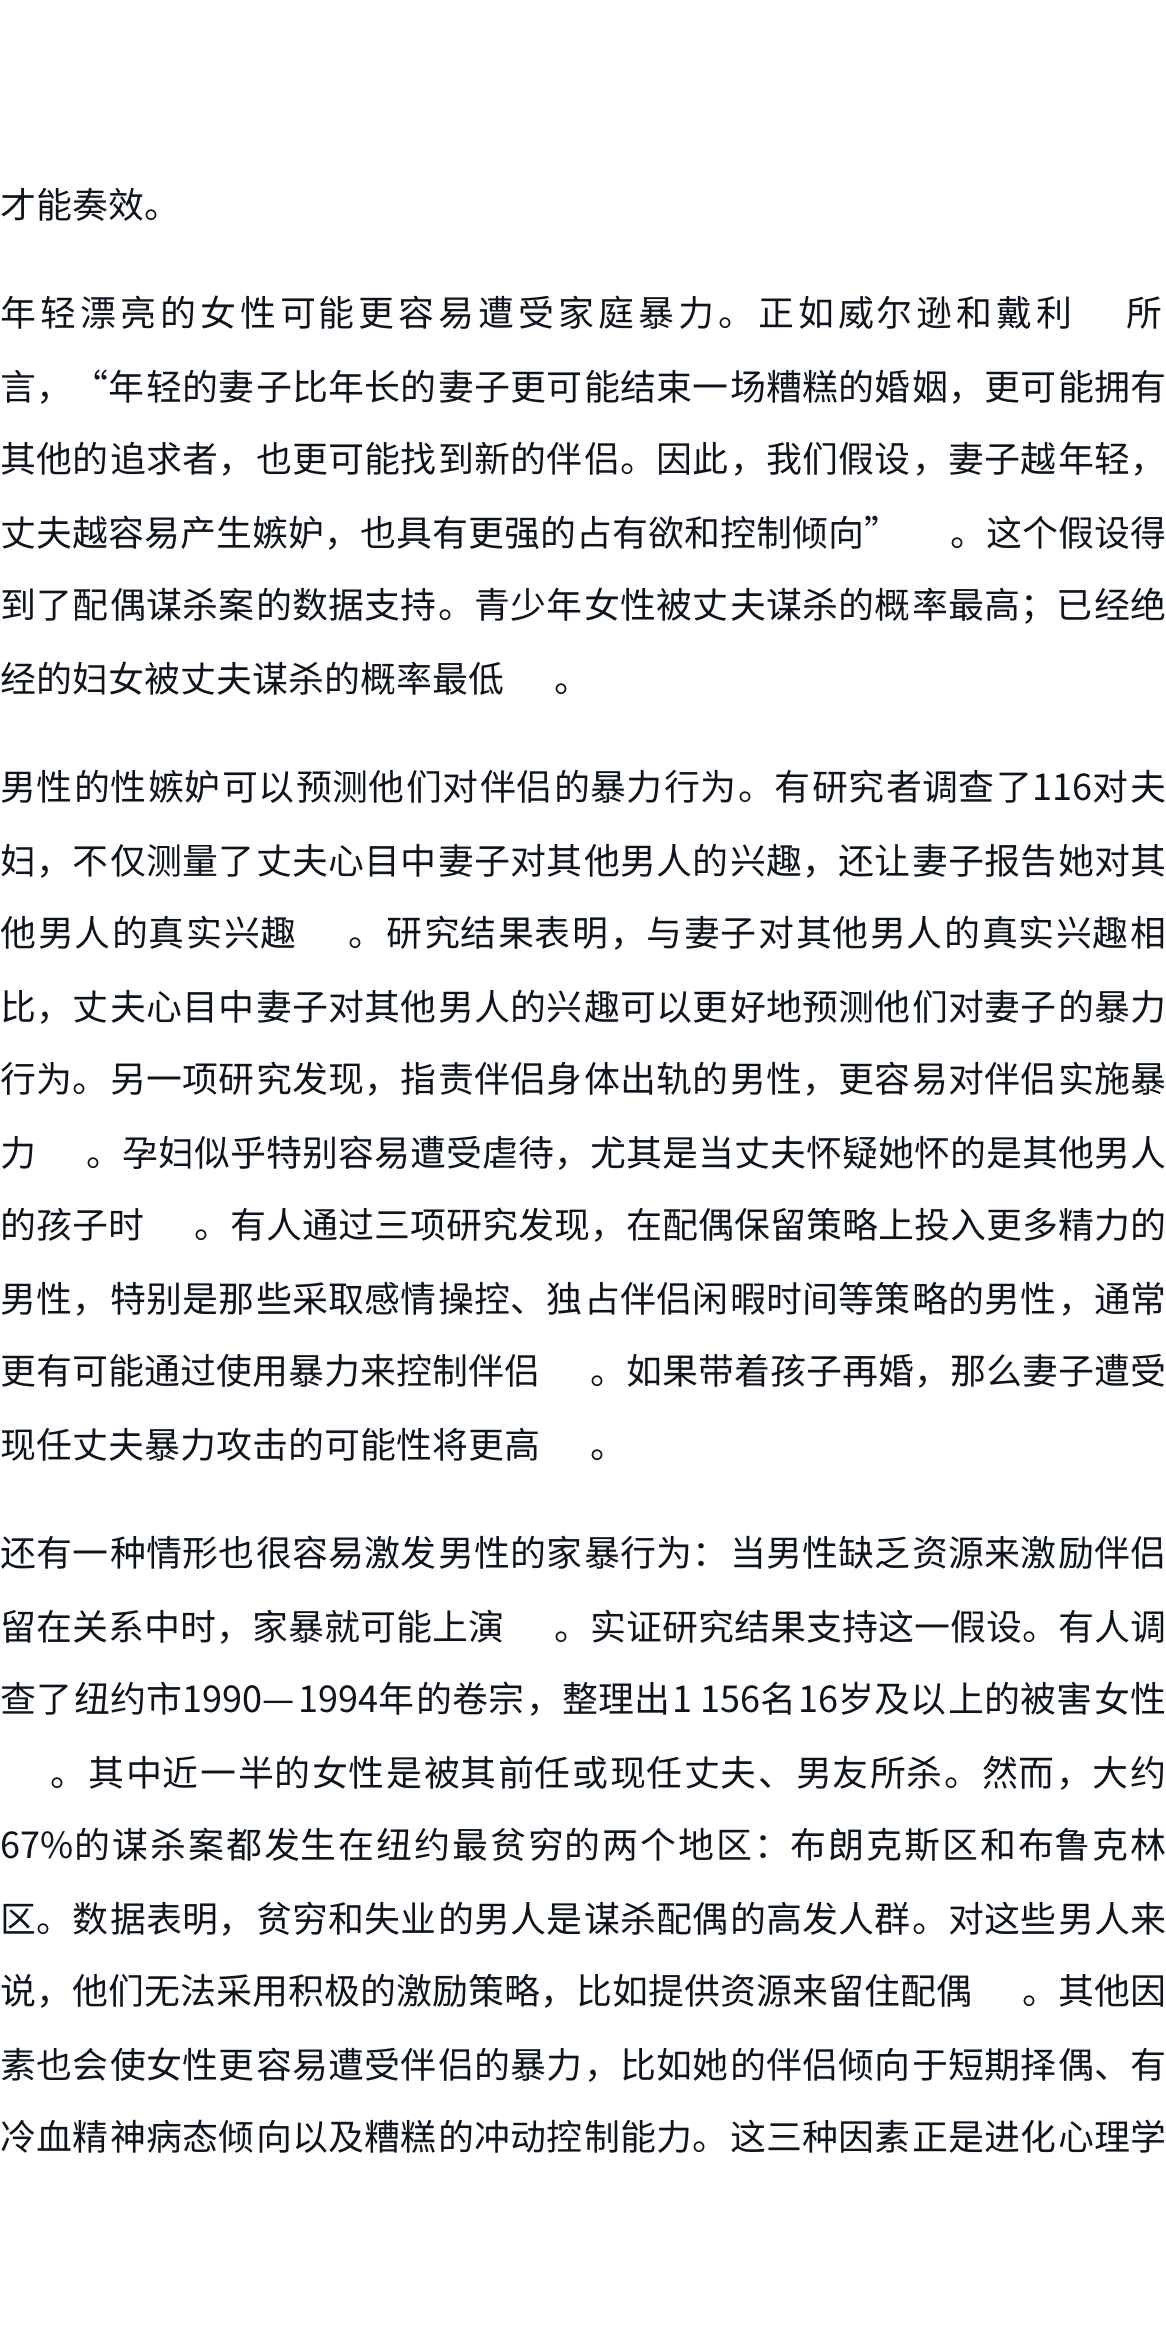 才能奏效。
年轻漂亮的女性可能更容易遭受家庭暴力。正如威尔逊和戴利 所
言，“年轻的妻子比年长的妻子更可能结束一场糟糕的婚姻，更可能拥有
其他的追求者，也更可能找到新的伴侣。因此，我们假设，妻子越年轻，
丈夫越容易产生嫉妒，也具有更强的占有欲和控制倾向” 。这个假设得
到了配偶谋杀案的数据支持。青少年女性被丈夫谋杀的概率最高；已经绝
经的妇女被丈夫谋杀的概率最低 。
男性的性嫉妒可以预测他们对伴侣的暴力行为。有研究者调查了116对夫
妇，不仅测量了丈夫心目中妻子对其他男人的兴趣，还让妻子报告她对其
他男人的真实兴趣 。研究结果表明，与妻子对其他男人的真实兴趣相
比，丈夫心目中妻子对其他男人的兴趣可以更好地预测他们对妻子的暴力
行为。另一项研究发现，指责伴侣身体出轨的男性，更容易对伴侣实施暴
力 。孕妇似乎特别容易遭受虐待，尤其是当丈夫怀疑她怀的是其他男人
的孩子时 。有人通过三项研究发现，在配偶保留策略上投入更多精力的
男性，特别是那些采取感情操控、独占伴侣闲暇时间等策略的男性，通常
更有可能通过使用暴力来控制伴侣 。如果带着孩子再婚，那么妻子遭受
现任丈夫暴力攻击的可能性将更高 。
还有一种情形也很容易激发男性的家暴行为：当男性缺乏资源来激励伴侣
留在关系中时，家暴就可能上演 。实证研究结果支持这一假设。有人调
查了纽约市1990—1994年的卷宗，整理出1 156名16岁及以上的被害女性
。其中近一半的女性是被其前任或现任丈夫、男友所杀。然而，大约
67%的谋杀案都发生在纽约最贫穷的两个地区：布朗克斯区和布鲁克林
区。数据表明，贫穷和失业的男人是谋杀配偶的高发人群。对这些男人来
说，他们无法采用积极的激励策略，比如提供资源来留住配偶 。其他因
素也会使女性更容易遭受伴侣的暴力，比如她的伴侣倾向于短期择偶、有
冷血精神病态倾向以及糟糕的冲动控制能力。这三种因素正是进化心理学